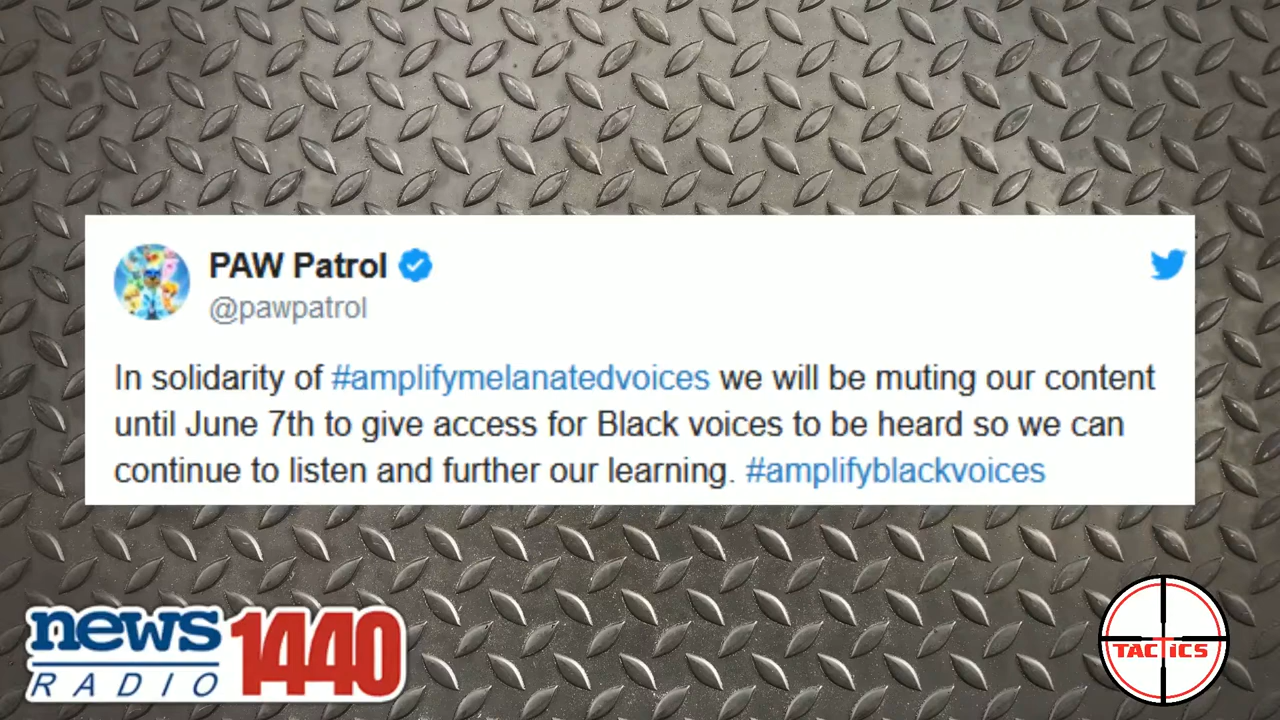 PAW Patrol
@pawpatrol
In solidarity of #amplifymelanatedvoices we will be muting our content
until June 7th to give access for Black voices to be heard so we can
continue to listen and further our learning. #amplifyblackvoices
news 1440
RADIO
TACTICS